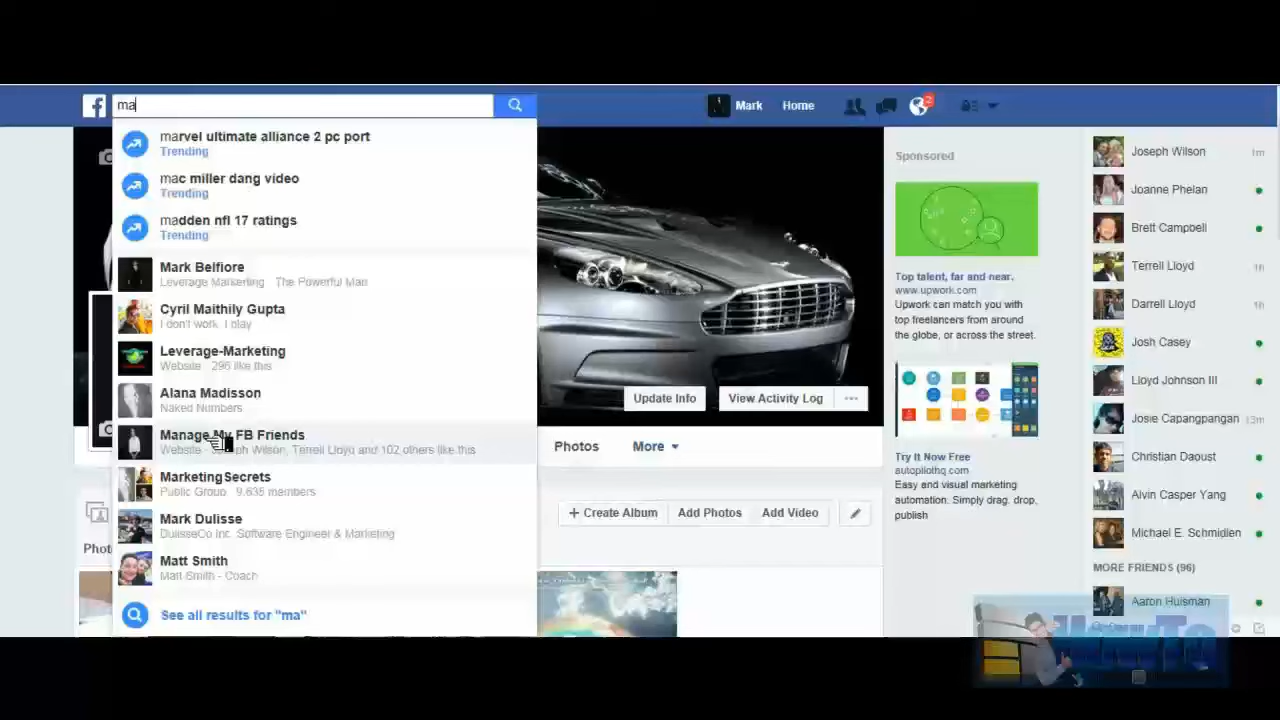 ma
Mark
Home
2
marvel ultimate alliance 2 pc port
Trending
mac miller dang video
Trending
madden nfl 17 ratings
Trending
Mark Belfiore
Leverage Markerting The Powerful Man
Cyril Maithily Gupta
I don't work. I play
Leverage-Marketing
Website · 296 like this
Alana Madisson
Naked Numbers
Manage My FB Friends
Website · Wilson, Terrell Lloyd and 102 others like this
MarketingSecrets
Public Group · 9,635 members
Mark Dulisse
DulisseCo Inc. Software Engineer & Marketing
Matt Smith
Matt Smith - Coach
See all results for "ma"
Update Info
View Activity Log
...
Photos
More
+ Create Album
Add Photos
Add Video
Sponsored
Top talent, far and near.
www.upwork.com
Upwork can match you with
top freelancers from around
the globe, or across the street.
Try It Now Free
autopilothq.com
Easy and visual marketing
automation. Simply drag, drop,
publish
Joseph Wilson 1m
Joanne Phelan
Brett Campbell
Terrell Lloyd 1h
Darrell Lloyd 1h
Josh Casey
Lloyd Johnson III
Josie Capangpangan 13m
Christian Daoust
Alvin Casper Yang
Michael E. Schmidlen
MORE FRIENDS (96)
Aaron Huisman
HowTo